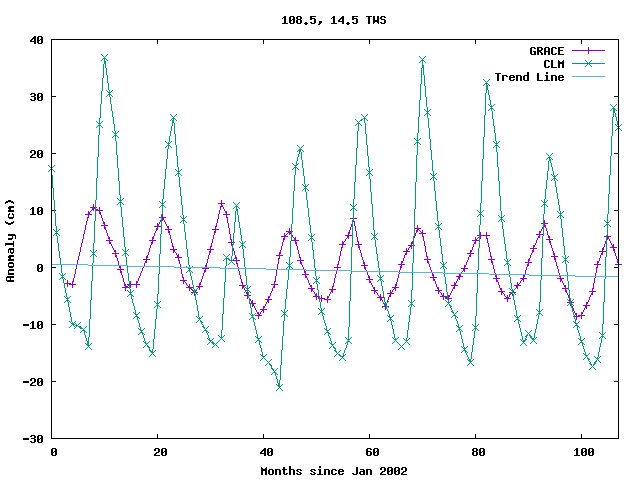 108.5, 14.5 TWS
GRACE
CLM
Trend Line
40
30
20
10
0
-10
-20
-30
Anomaly (cm)
0 20 40 60 80 100
Months since Jan 2002